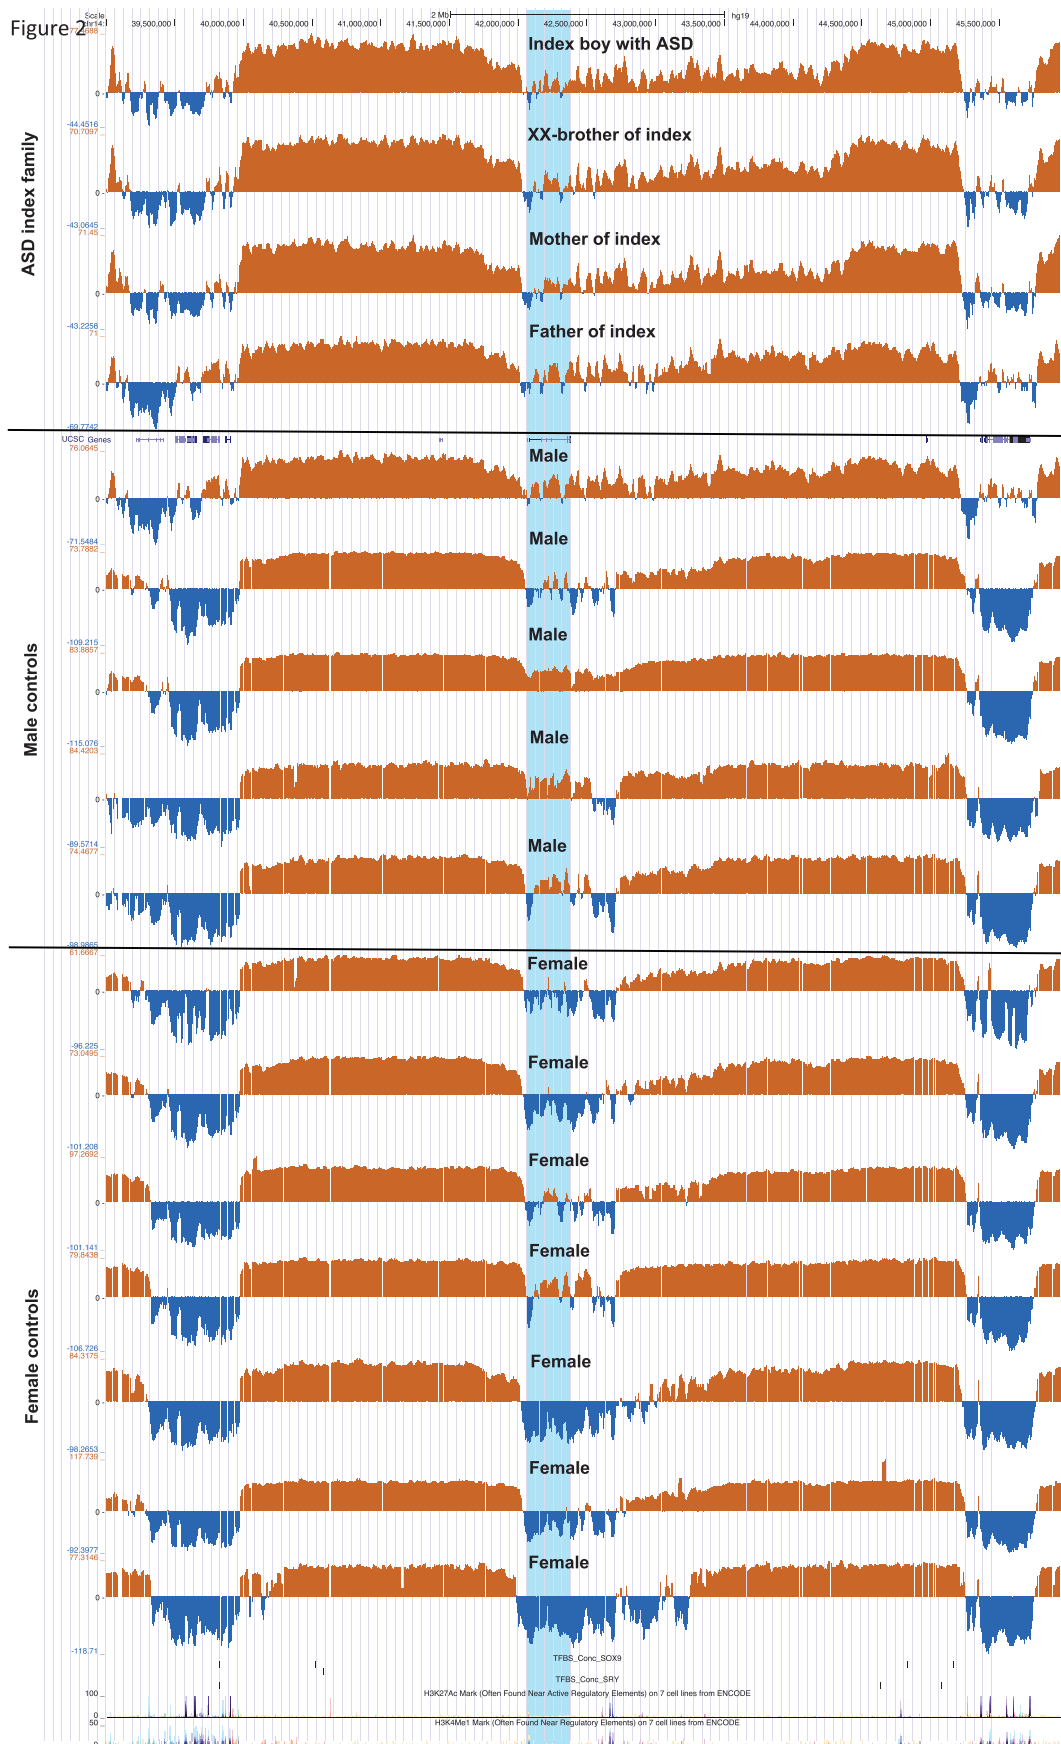 Figure 2
Scale 2 Mb hg19
chr14: 39,500,000 40,000,000 40,500,000 41,000,000 41,500,000 42,000,000 42,500,000 43,000,000 43,500,000 44,000,000 44,500,000 45,000,000 45,500,000
Index boy with ASD
0
-44.4516
70.7097
XX-brother of index
0
ASD index family
-43.0645
71.45
Mother of index
0
-43.2258
71
Father of index
0
-69.7742
UCSC Genes
76.0645
Male
0
-71.5484
73.7882
Male
0
-109.215
83.8857
Male
0
Male controls
-115.076
84.4203
Male
0
-89.5714
74.4677
Male
0
-98.9865
61.6667
Female
0
-96.225
73.0495
Female
0
-101.208
97.2692
Female
0
-101.141
79.8438
Female
0
Female controls
-106.726
84.3175
Female
0
-98.2653
117.739
Female
0
-92.3977
77.3146
Female
0
-118.71
TFBS_Conc_SOX9
TFBS_Conc_SRY
H3K27Ac Mark (Often Found Near Active Regulatory Elements) on 7 cell lines from ENCODE
100
0
H3K4Me1 Mark (Often Found Near Regulatory Elements) on 7 cell lines from ENCODE
50